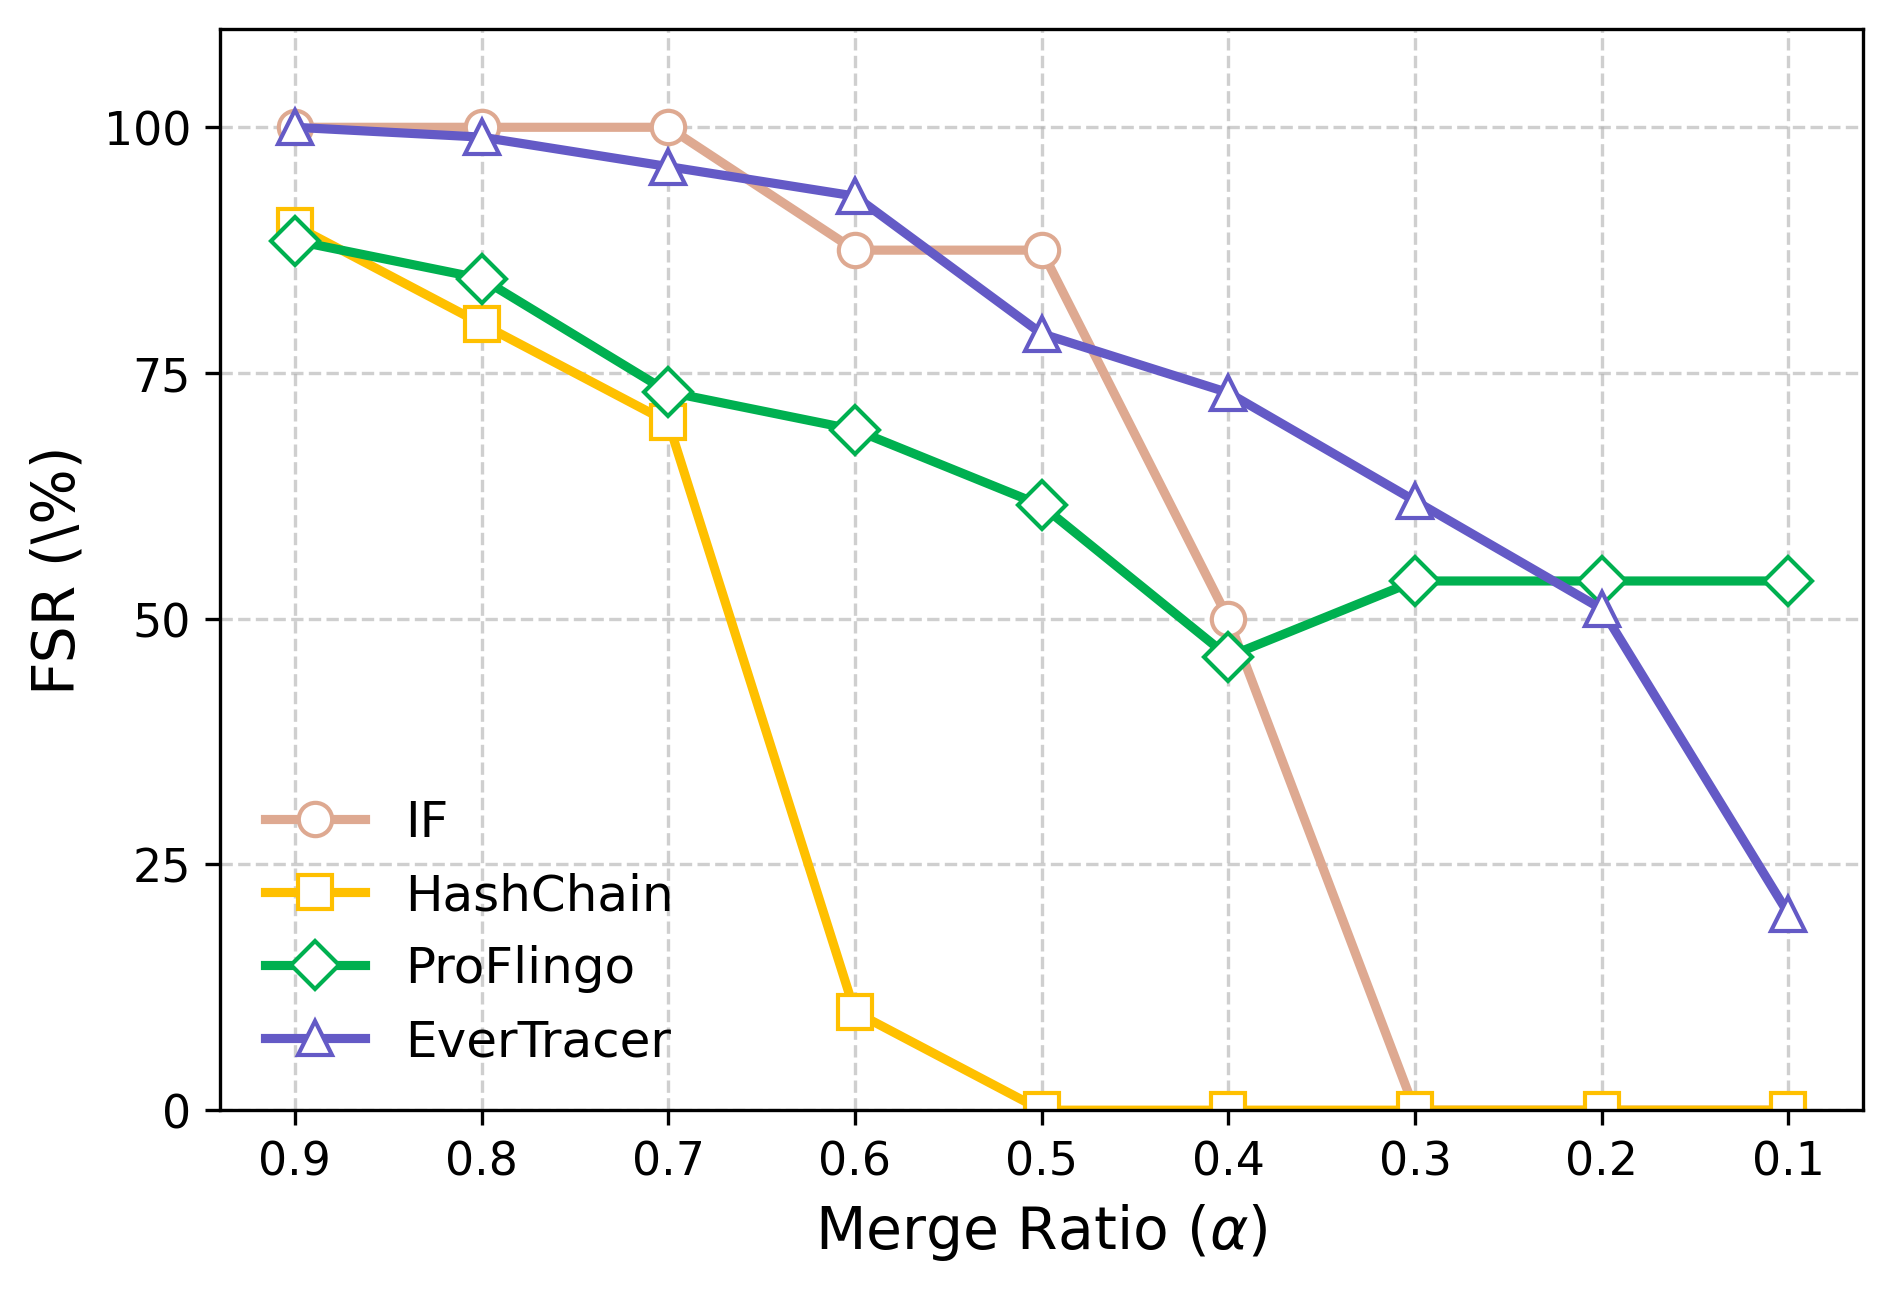 100
75
50
25
0
FSR (\%)
IF
HashChain
ProFlingo
EverTracer
0.9 0.8 0.7 0.6 0.5 0.4 0.3 0.2 0.1
Merge Ratio (α)